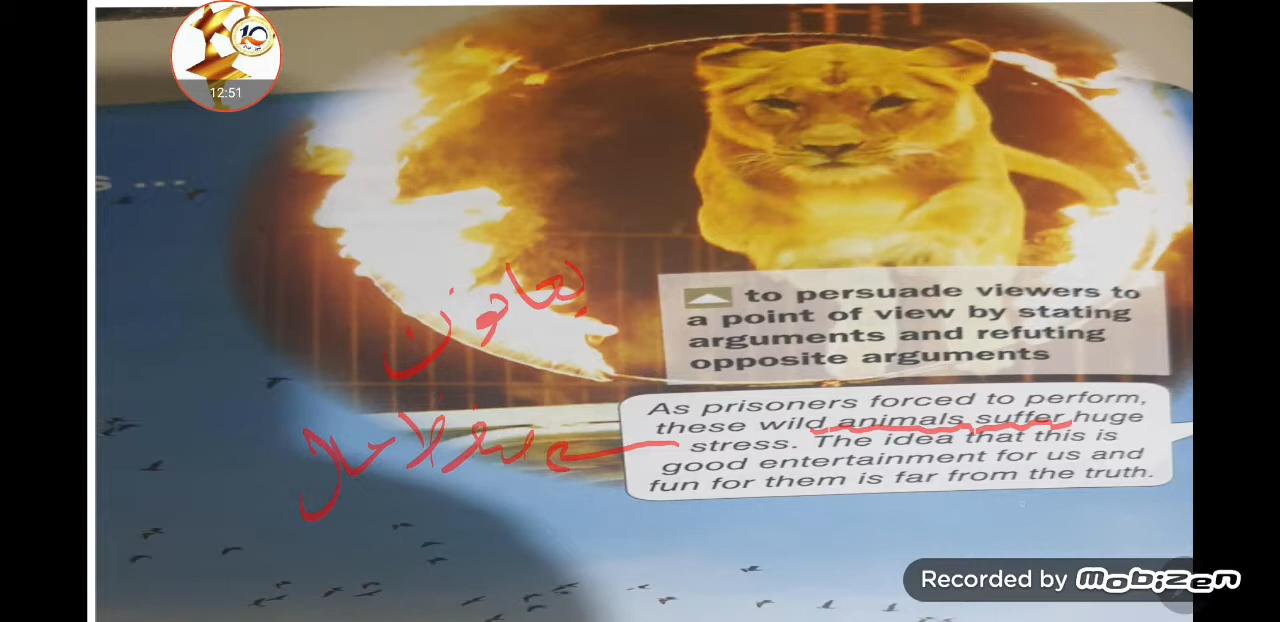 10
12:51
s ...
to persuade viewers to
a point of view by stating
arguments and refuting
opposite arguments
يعانون
As prisoners forced to perform,
these wild animals suffer huge
stress. The idea that this is
good entertainment for us and
fun for them is far from the truth.
Recorded by Mobizen